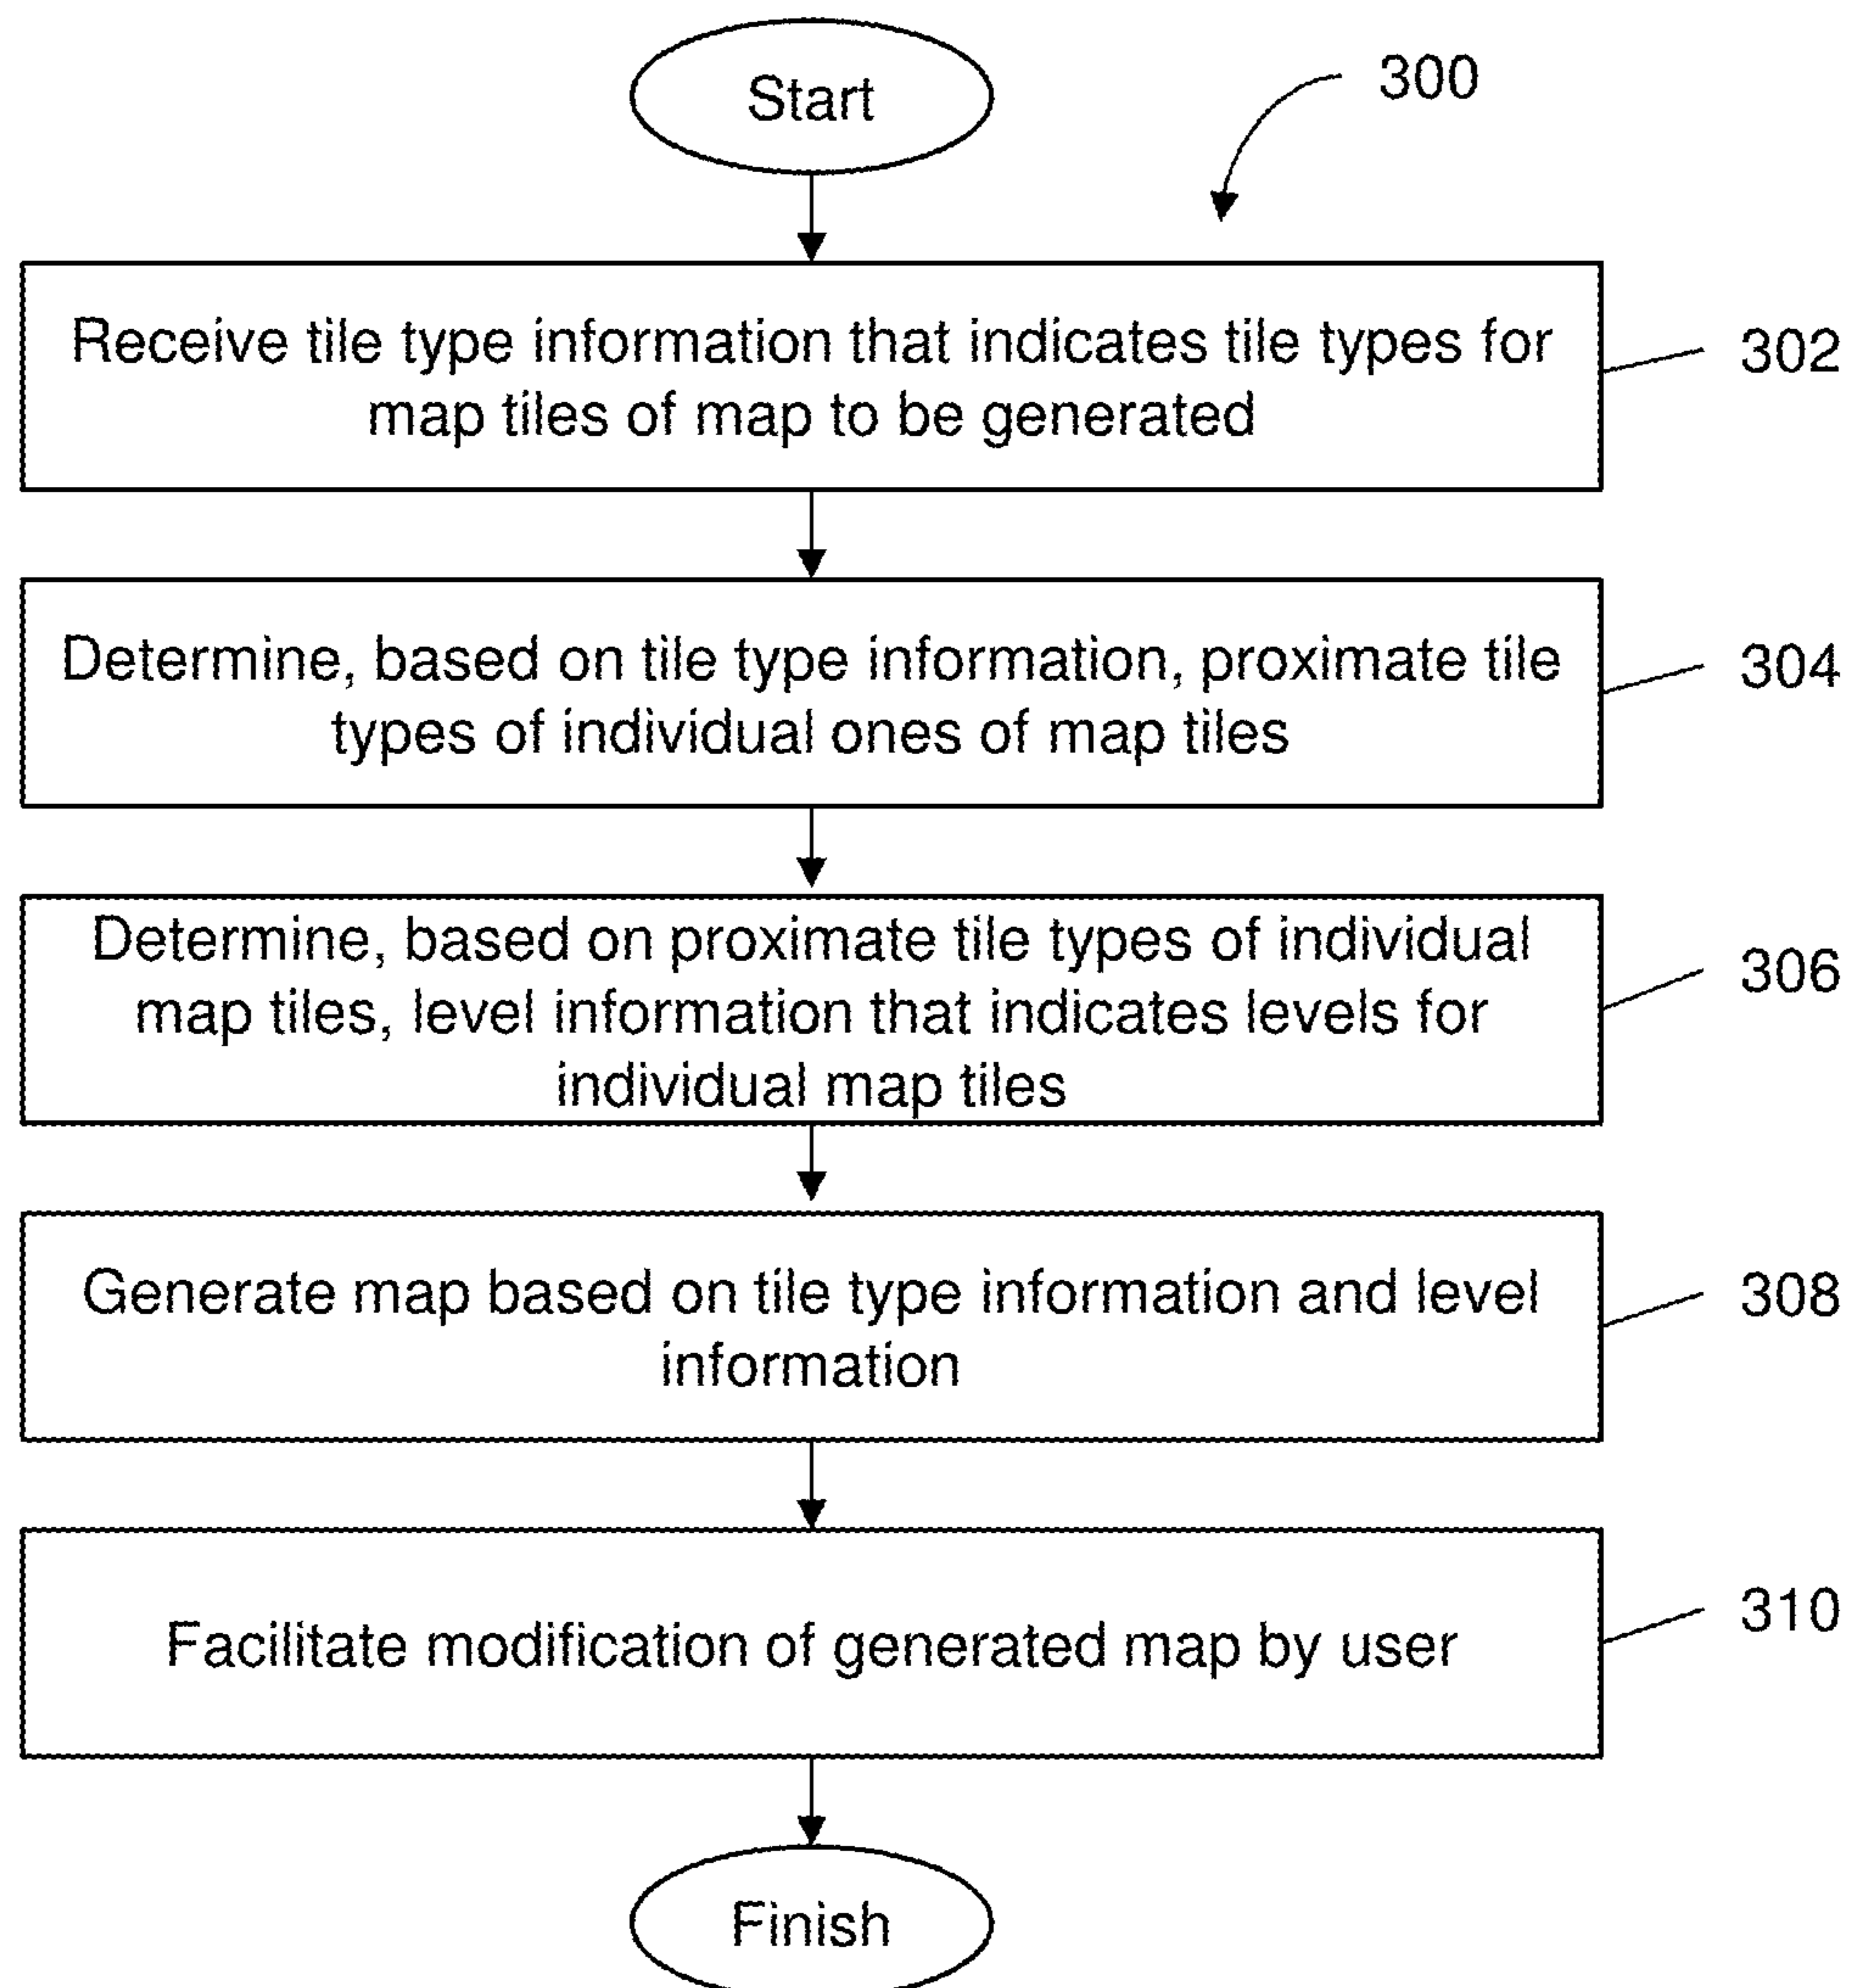 Start
300
Receive tile type information that indicates tile types for
map tiles of map to be generated
302
Determine, based on tile type information, proximate tile
types of individual ones of map tiles
304
Determine, based on proximate tile types of individual
map tiles, level information that indicates levels for
individual map tiles
306
Generate map based on tile type information and level
information
308
Facilitate modification of generated map by user
310
Finish